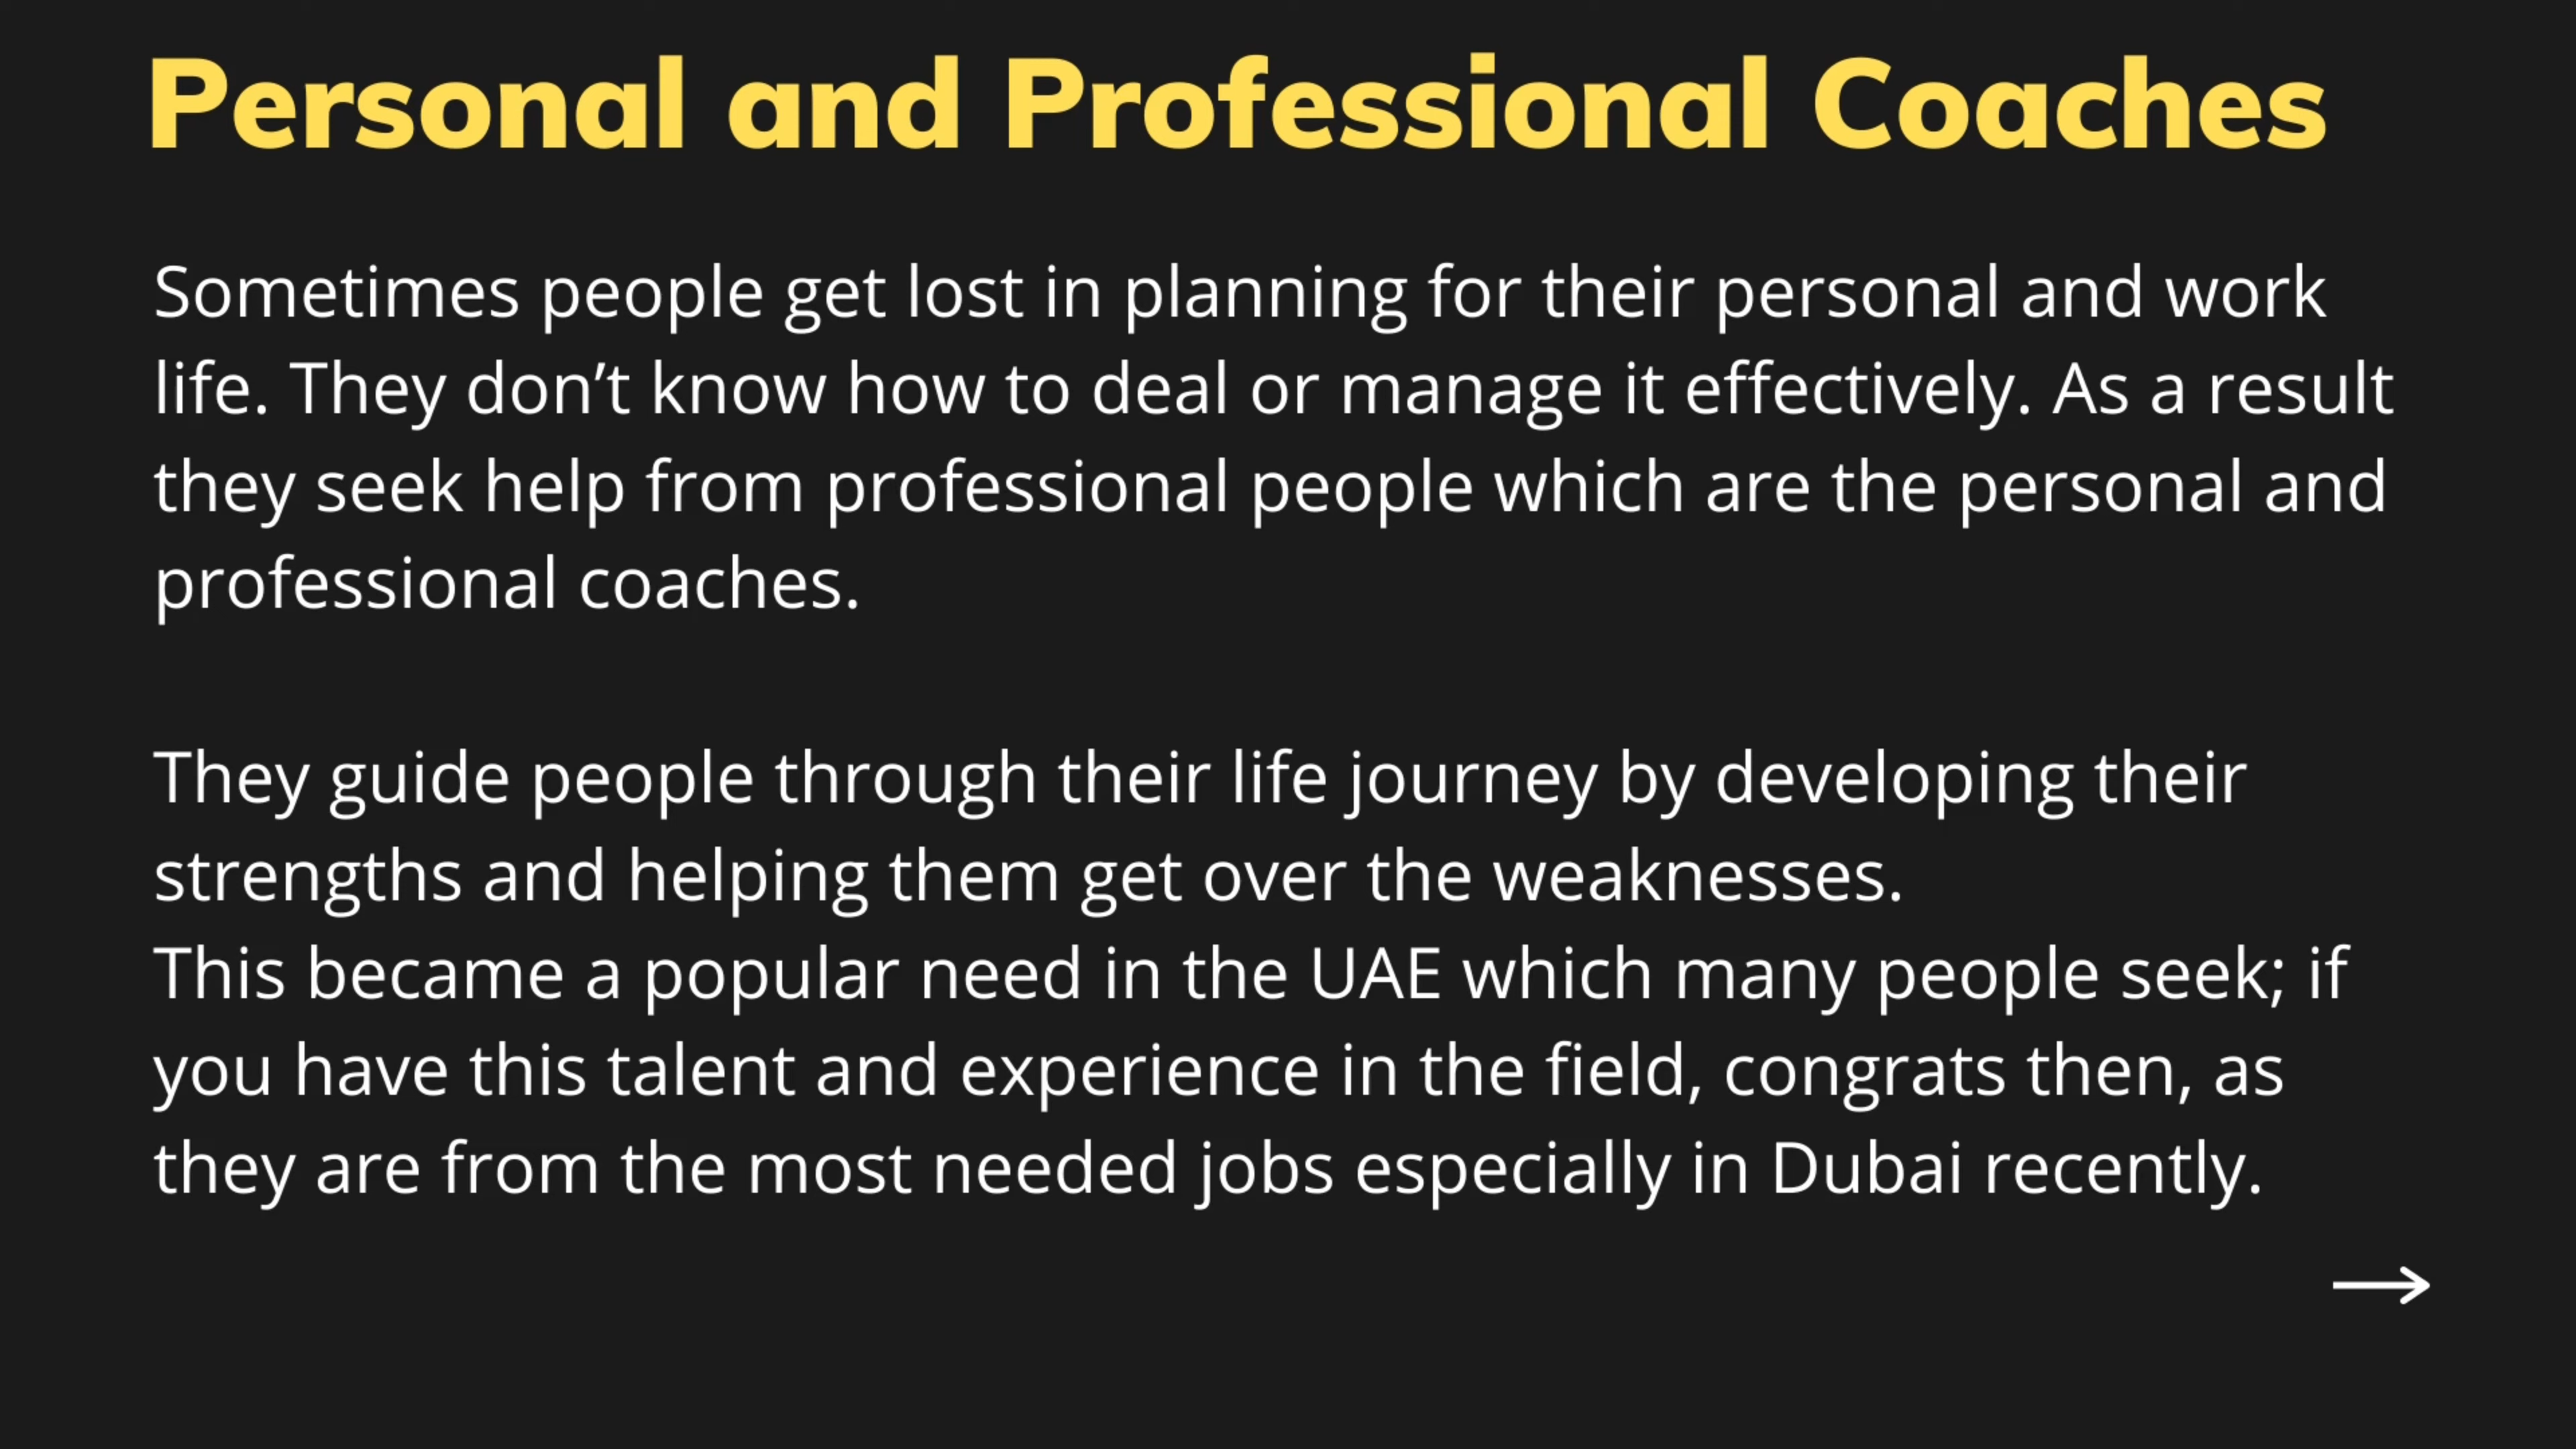 Personal and Professional Coaches
Sometimes people get lost in planning for their personal and work
life. They don’t know how to deal or manage it effectively. As a result
they seek help from professional people which are the personal and
professional coaches.
They guide people through their life journey by developing their
strengths and helping them get over the weaknesses.
This became a popular need in the UAE which many people seek; if
you have this talent and experience in the field, congrats then, as
they are from the most needed jobs especially in Dubai recently.